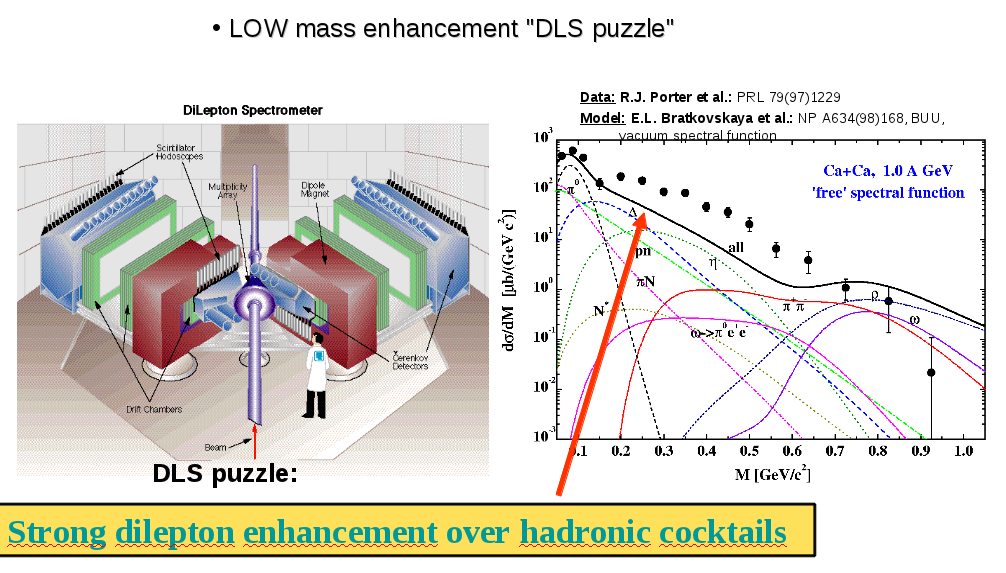 • LOW mass enhancement "DLS puzzle"
DiLepton Spectrometer
Scintillator
Hodoscopes
Multiplicity
Array
Dipole
Magnet
Čerenkov
Detectors
Drift Chambers
Beam
DLS puzzle:
Data: R.J. Porter et al.: PRL 79(97)1229
Model: E.L. Bratkovskaya et al.: NP A634(98)168, BUU,
vacuum spectral function
Ca+Ca, 1.0 A GeV
'free' spectral function
dσ/dM [μb/(GeV c²)]
10³
10²
10¹
10⁰
10⁻¹
10⁻²
10⁻³
π⁰
Δ
all
pn
η
πN
N*
π⁺π⁻
ρ
ω
ω->π⁰e⁺e⁻
0.1 0.2 0.3 0.4 0.5 0.6 0.7 0.8 0.9 1.0
M [GeV/c²]
Strong dilepton enhancement over hadronic cocktails